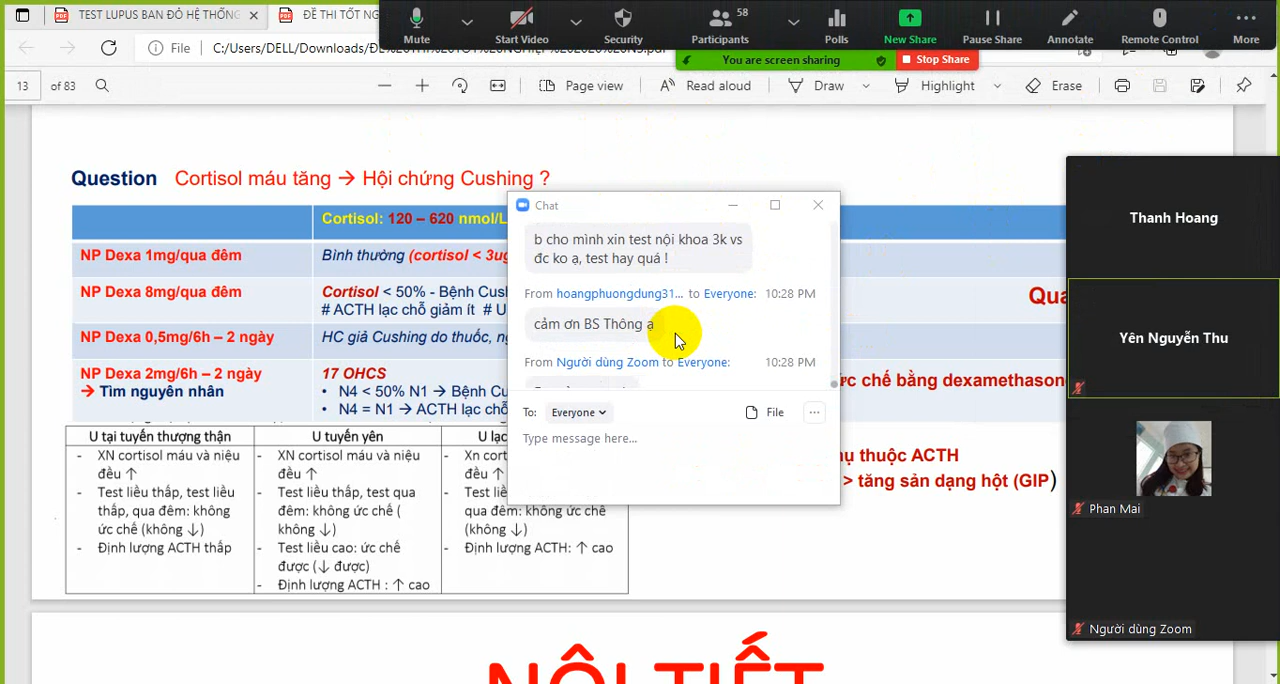 TEST LUPUS BAN ĐỎ HỆ THỐNG
ĐỀ THI TỐT NG
Mute
Start Video
Security
58
Participants
Polls
New Share
Pause Share
Annotate
Remote Control
More
You are screen sharing
Stop Share
File
13
of 83
Page view
Read aloud
Draw
Highlight
Erase
Question Cortisol máu tăng → Hội chứng Cushing ?
Cortisol: 120 – 620 nmol/L
NP Dexa 1mg/qua đêm
Bình thường (cortisol < 3ug
NP Dexa 8mg/qua đêm
Cortisol < 50% - Bệnh Cush
# ACTH lạc chỗ giảm ít # U
Qua
NP Dexa 0,5mg/6h – 2 ngày
HC giả Cushing do thuốc, ng
NP Dexa 2mg/6h – 2 ngày
→ Tìm nguyên nhân
17 OHCS
• N4 < 50% N1 → Bệnh Cu
• N4 = N1 → ACTH lạc chỗ
ức chế bằng dexamethason
ụ thuộc ACTH
> tăng sản dạng hột (GIP)
U tại tuyến thượng thận
- XN cortisol máu và niệu
đều ↑
- Test liều thấp, test liều
thấp, qua đêm: không
ức chế (không ↓)
- Định lượng ACTH thấp
U tuyến yên
- XN cortisol máu và niệu
đều ↑
- Test liều thấp, test qua
đêm: không ức chế (
không ↓)
- Test liều cao: ức chế
được (↓ được)
- Định lượng ACTH : ↑ cao
U lạc
- Xn cort
đều ↑
- Test liề
qua đêm: không ức chế
(không ↓)
- Định lượng ACTH: ↑ cao
Chat
b cho mình xin test nội khoa 3k vs
đc ko ạ, test hay quá !
From hoangphuongdung31... to Everyone: 10:28 PM
cảm ơn BS Thông ạ
From Người dùng Zoom to Everyone: 10:28 PM
To: Everyone
File
Type message here...
Thanh Hoang
Yên Nguyễn Thu
Phan Mai
Người dùng Zoom
NỘI TIẾT